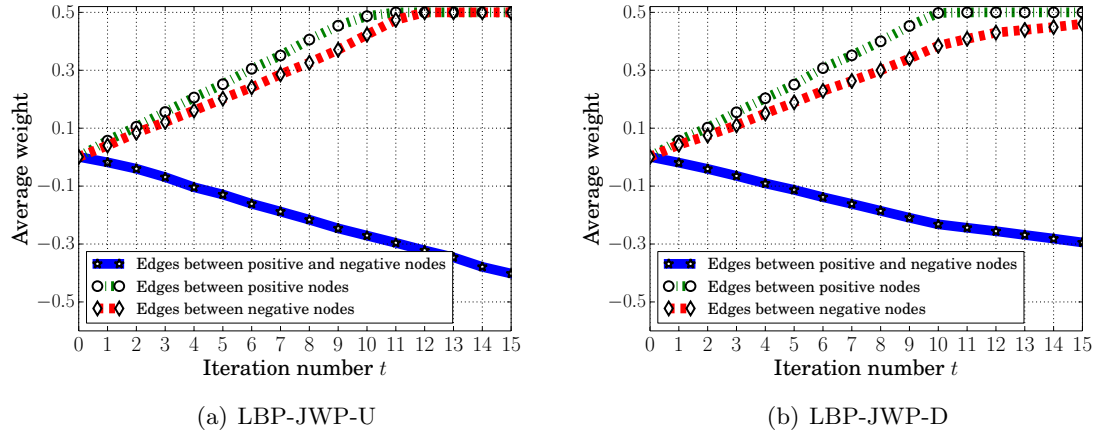 0.5
0.3
0.1
−0.1
−0.3
−0.5
Average weight
Edges between positive and negative nodes
Edges between positive nodes
Edges between negative nodes
0 1 2 3 4 5 6 7 8 9 10 11 12 13 14 15
Iteration number t
(a) LBP-JWP-U
0.5
0.3
0.1
−0.1
−0.3
−0.5
Average weight
Edges between positive and negative nodes
Edges between positive nodes
Edges between negative nodes
0 1 2 3 4 5 6 7 8 9 10 11 12 13 14 15
Iteration number t
(b) LBP-JWP-D